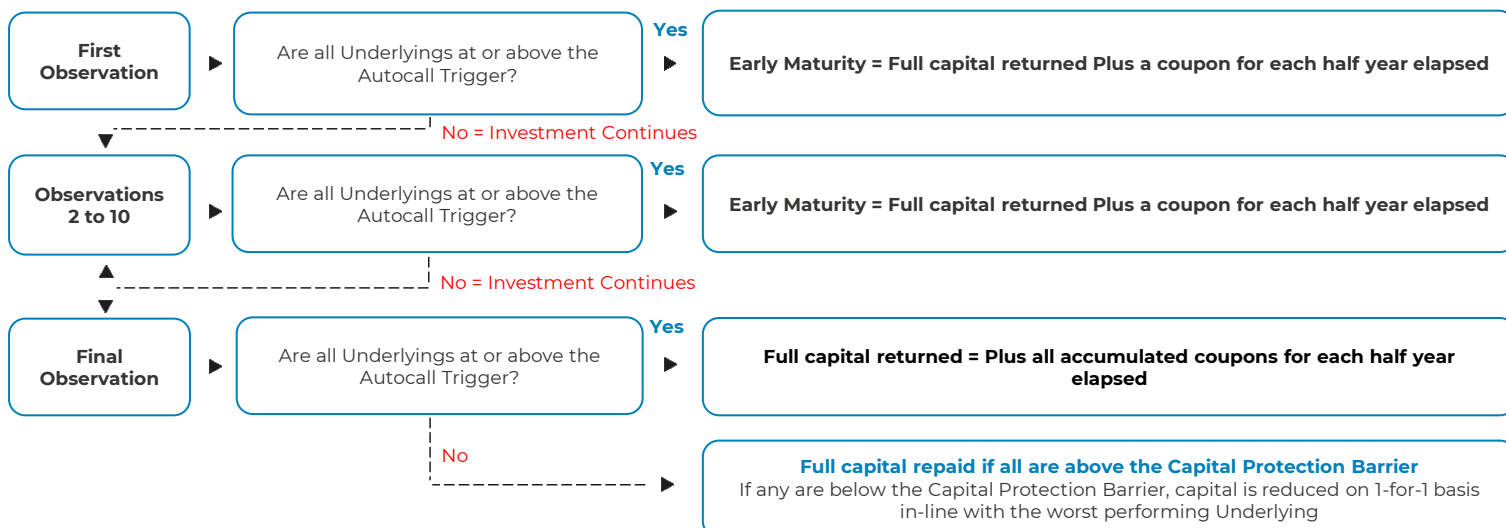 First
Observation
Are all Underlyings at or above the
Autocall Trigger?
Yes
Early Maturity = Full capital returned Plus a coupon for each half year elapsed
No = Investment Continues
Observations
2 to 10
Are all Underlyings at or above the
Autocall Trigger?
Yes
Early Maturity = Full capital returned Plus a coupon for each half year elapsed
No = Investment Continues
Final
Observation
Are all Underlyings at or above the
Autocall Trigger?
Yes
Full capital returned = Plus all accumulated coupons for each half year
elapsed
No
Full capital repaid if all are above the Capital Protection Barrier
If any are below the Capital Protection Barrier, capital is reduced on 1-for-1 basis
in-line with the worst performing Underlying